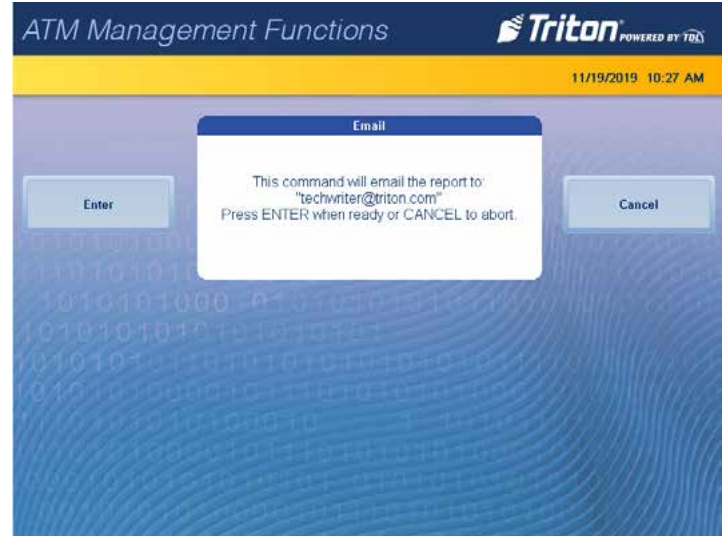 ATM Management Functions
Triton POWERED BY TDL
11/19/2019 10:27 AM
Email
This command will email the report to:
"techwriter@triton.com"
Press ENTER when ready or CANCEL to abort.
Enter
Cancel